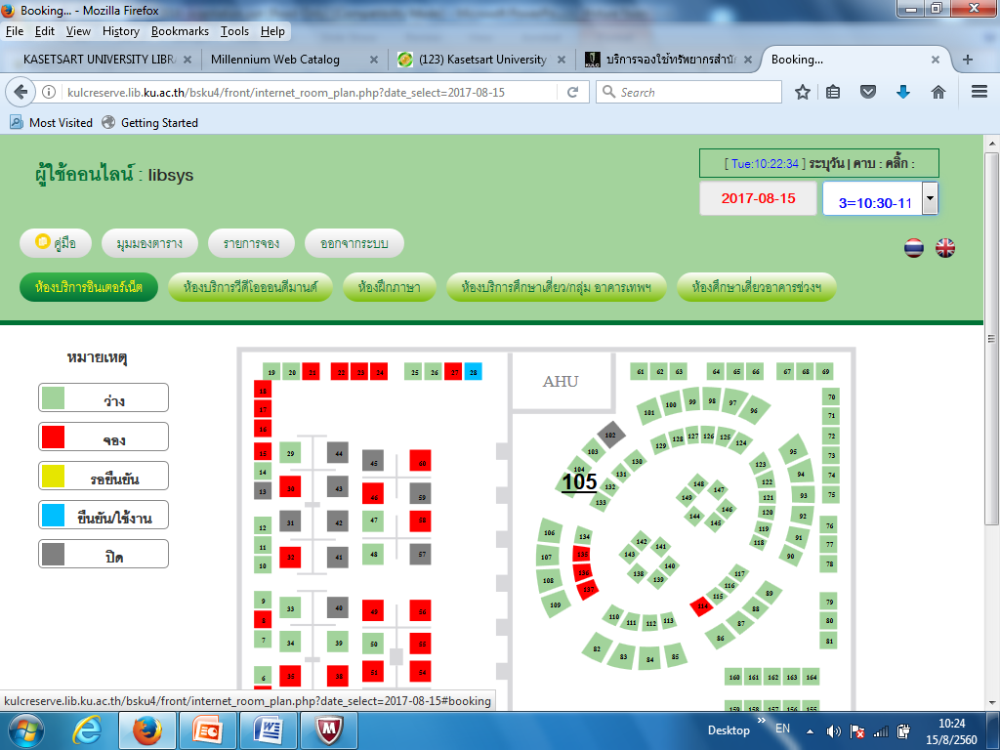 Booking... - Mozilla Firefox
File Edit View History Bookmarks Tools Help
KASETSART UNIVERSITY LIBR
Millennium Web Catalog
(123) Kasetsart University
บริการจองใช้ทรัพยากรสำนั
Booking...
kulcreserve.lib.ku.ac.th/bsku4/front/internet_room_plan.php?date_select=2017-08-15
Search
Most Visited Getting Started
ผู้ใช้ออนไลน์ : libsys
[ Tue:10:22:34 ] ระบุวัน | คาบ : คลิ้ก :
2017-08-15 3=10:30-11
คู่มือ มุมมองตาราง รายการจอง ออกจากระบบ
ห้องบริการอินเตอร์เน็ต ห้องบริการวีดีโอออนดีมานด์ ห้องฝึกภาษา ห้องบริการศึกษาเดี่ยว/กลุ่ม อาคารเทพฯ ห้องศึกษาเดี่ยวอาคารช่วงฯ
หมายเหตุ
ว่าง
จอง
รอยืนยัน
ยืนยัน/ใช้งาน
ปิด
AHU
19 20 21 22 23 24 25 26 27 28
18
17
16
15
14
13
12
11
10
9
8
7
6
29 44 45 60
30 43 46 59
31 42 47 58
32 41 48 57
33 40 49 56
34 39 50 55
35 38 51 54
61 62 63 64 65 66 67 68 69
70
71
72
73
74
75
76
77
78
79
80
81
101 100 99 98 97 96
102
103
104
105
106
107
108
109
129 128 127 126 125 124
130
131
132
133
134
135
136
137
123
122
121
120
119
118
95
94
93
92
91
90
148 147
149 146
144 145
142 141
143 140
138 139
117
116
115
114
110 111 112 113
89
88
87
86
82 83 84 85
160 161 162 163 164
159 158 157 156 155
kulcreserve.lib.ku.ac.th/bsku4/front/internet_room_plan.php?date_select=2017-08-15#booking
Desktop EN 10:24
15/8/2560